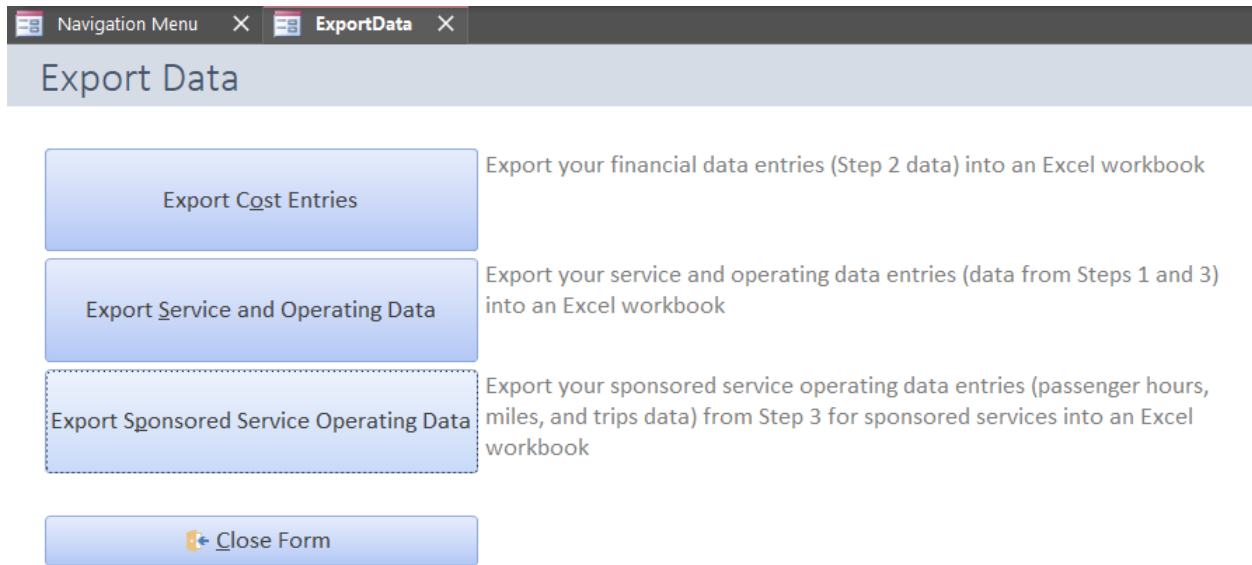 Navigation Menu
ExportData
Export Data
Export Cost Entries
Export your financial data entries (Step 2 data) into an Excel workbook
Export Service and Operating Data
Export your service and operating data entries (data from Steps 1 and 3)
into an Excel workbook
Export Sponsored Service Operating Data
Export your sponsored service operating data entries (passenger hours,
miles, and trips data) from Step 3 for sponsored services into an Excel
workbook
Close Form